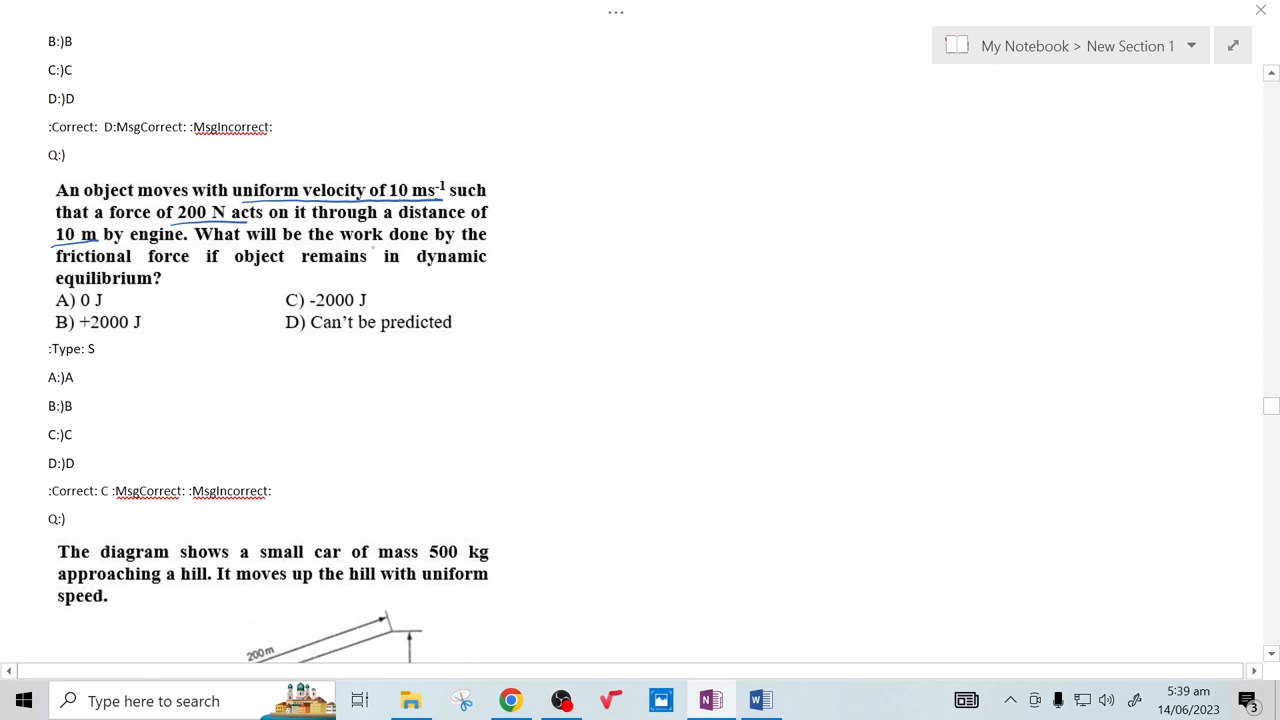 My Notebook > New Section 1
B:)B
C:)C
D:)D
:Correct:  D:MsgCorrect: :MsgIncorrect:
Q:)
An object moves with uniform velocity of 10 ms⁻¹ such
that a force of 200 N acts on it through a distance of
10 m by engine. What will be the work done by the
frictional force if object remains in dynamic
equilibrium?
A) 0 J C) -2000 J
B) +2000 J D) Can't be predicted
:Type: S
A:)A
B:)B
C:)C
D:)D
:Correct: C :MsgCorrect: :MsgIncorrect:
Q:)
The diagram shows a small car of mass 500 kg
approaching a hill. It moves up the hill with uniform
speed.
200 m
Type here to search
5:39 am
14/06/2023
3